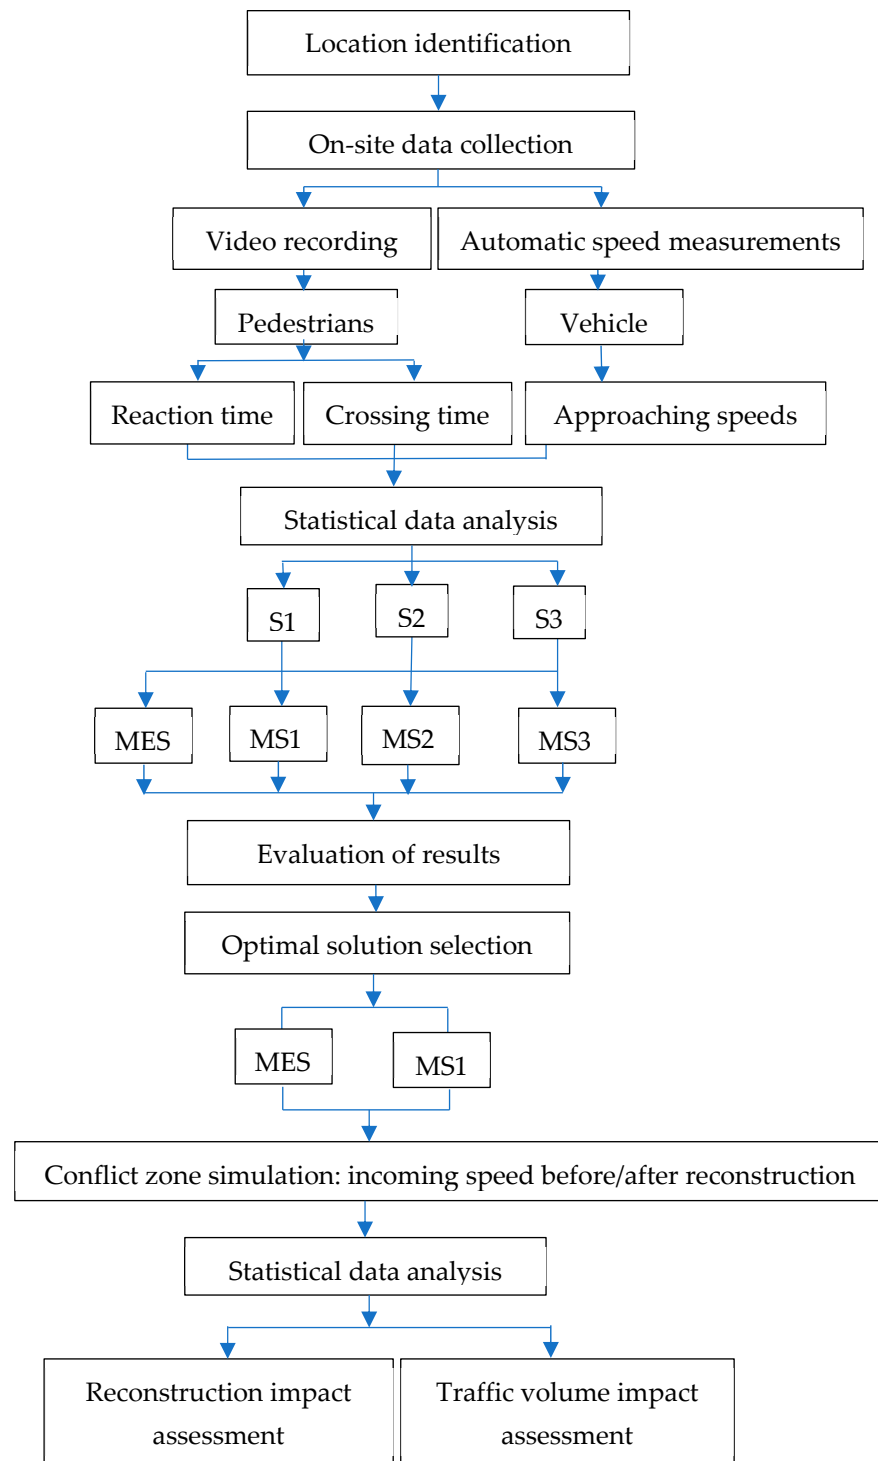 Location identification
On-site data collection
Video recording
Automatic speed measurements
Pedestrians
Vehicle
Reaction time
Crossing time
Approaching speeds
Statistical data analysis
S1
S2
S3
MES
MS1
MS2
MS3
Evaluation of results
Optimal solution selection
MES
MS1
Conflict zone simulation: incoming speed before/after reconstruction
Statistical data analysis
Reconstruction impact
assessment
Traffic volume impact
assessment